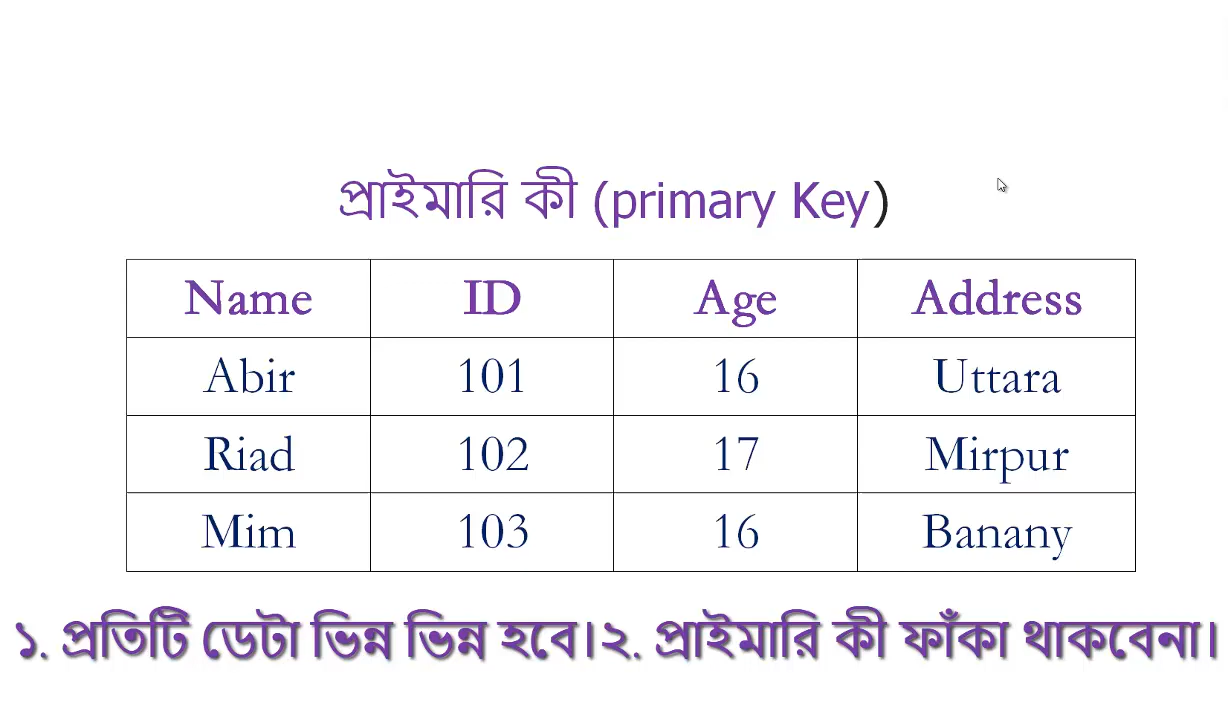 প্রাইমারি কী (primary Key)
Name ID Age Address
Abir 101 16 Uttara
Riad 102 17 Mirpur
Mim 103 16 Banany
১. প্রতিটি ডেটা ভিন্ন ভিন্ন হবে।২. প্রাইমারি কী ফাঁকা থাকবেনা।